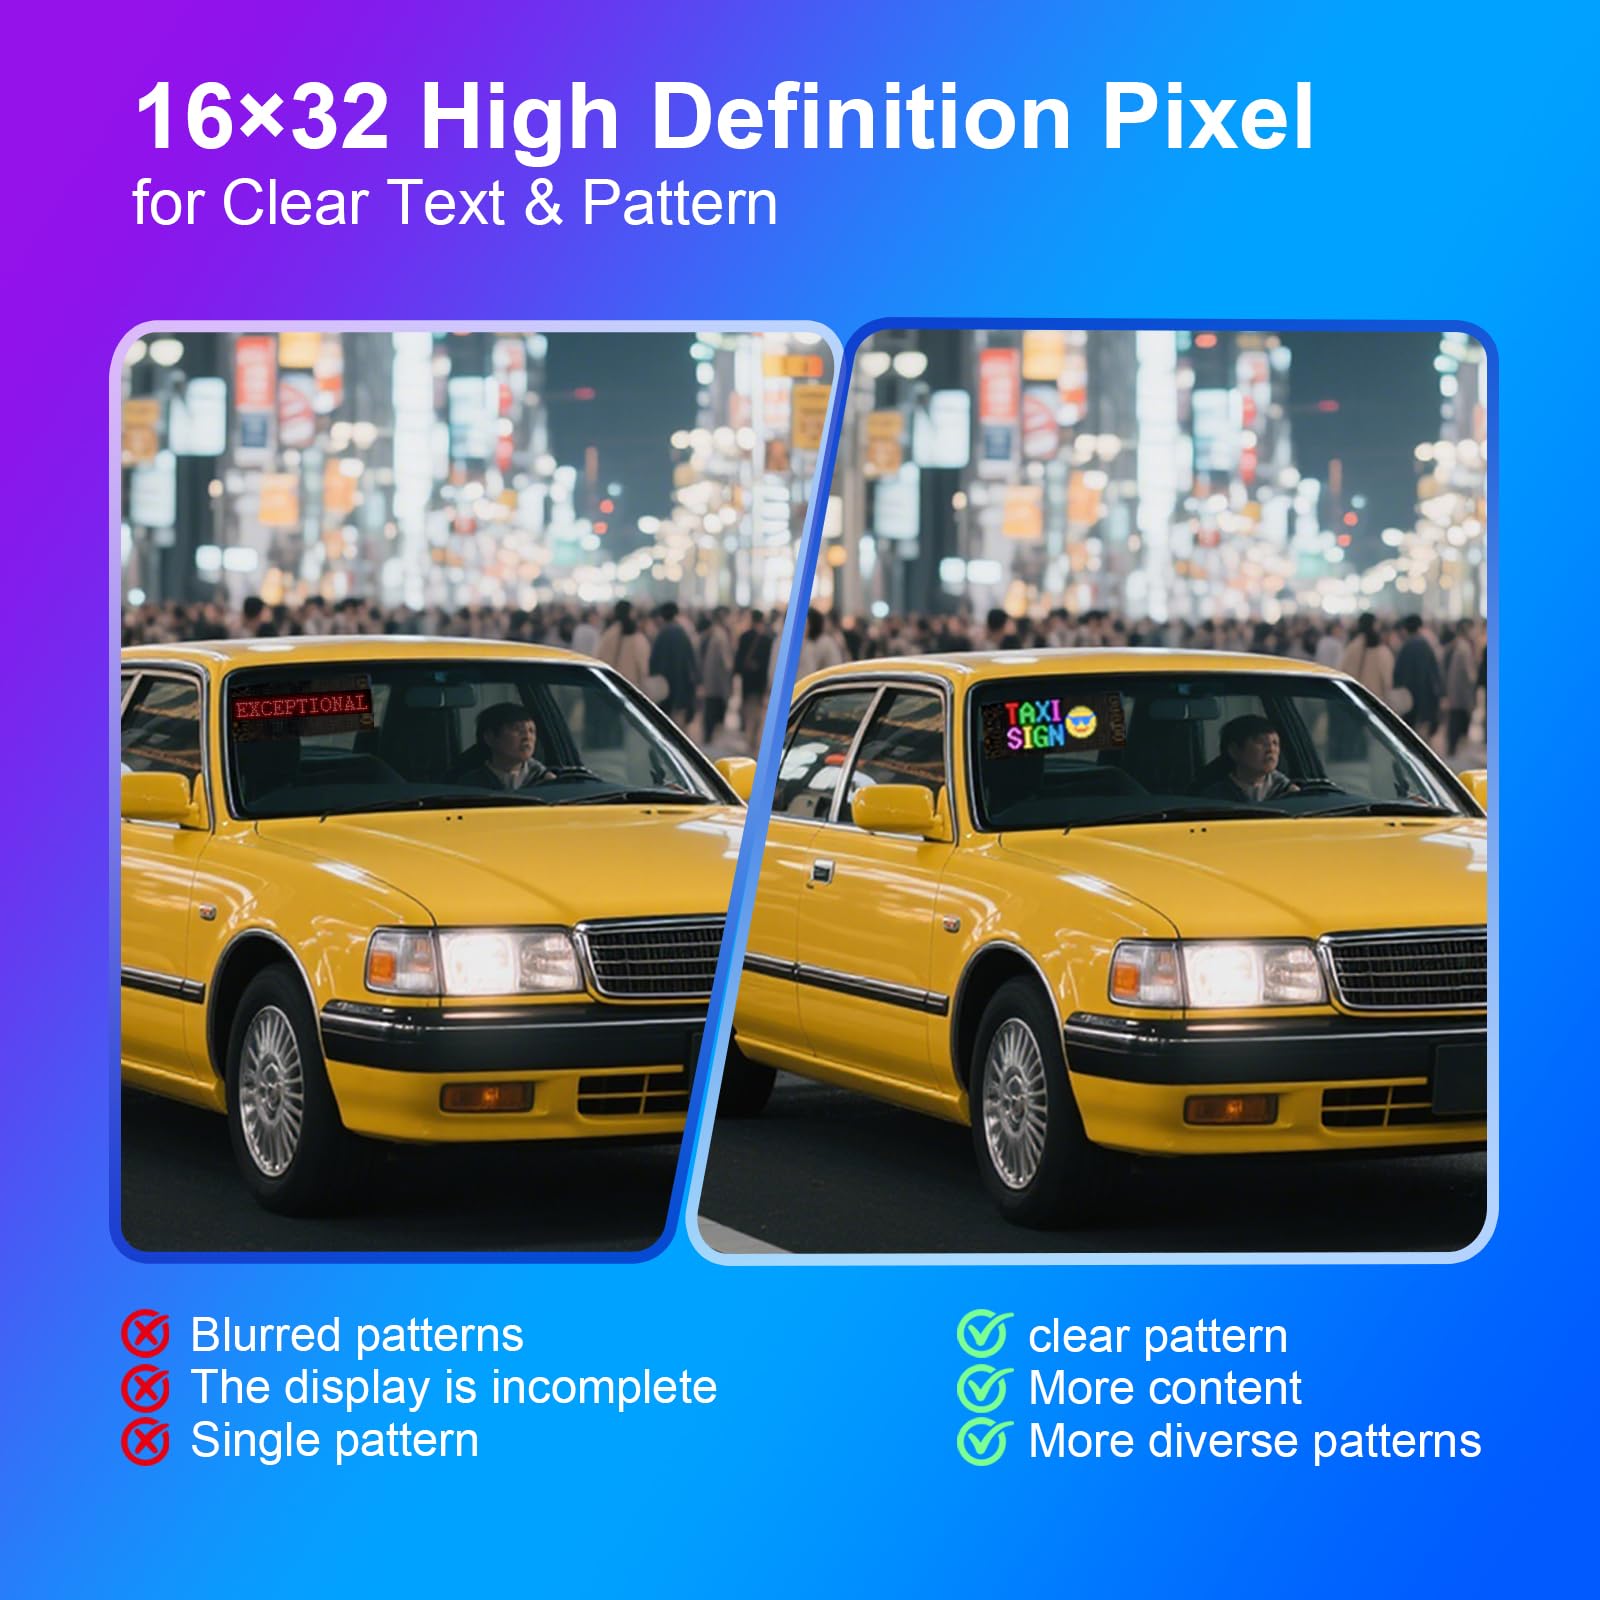 16×32 High Definition Pixel
for Clear Text & Pattern
EXCEPTIONAL
TAXI
SIGN
Blurred patterns
The display is incomplete
Single pattern
clear pattern
More content
More diverse patterns